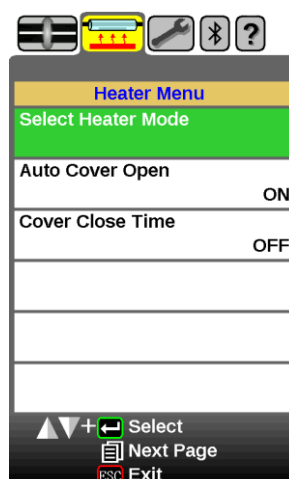 ?
Heater Menu
Select Heater Mode
Auto Cover Open
ON
Cover Close Time
OFF
+ Select
Next Page
ESC Exit